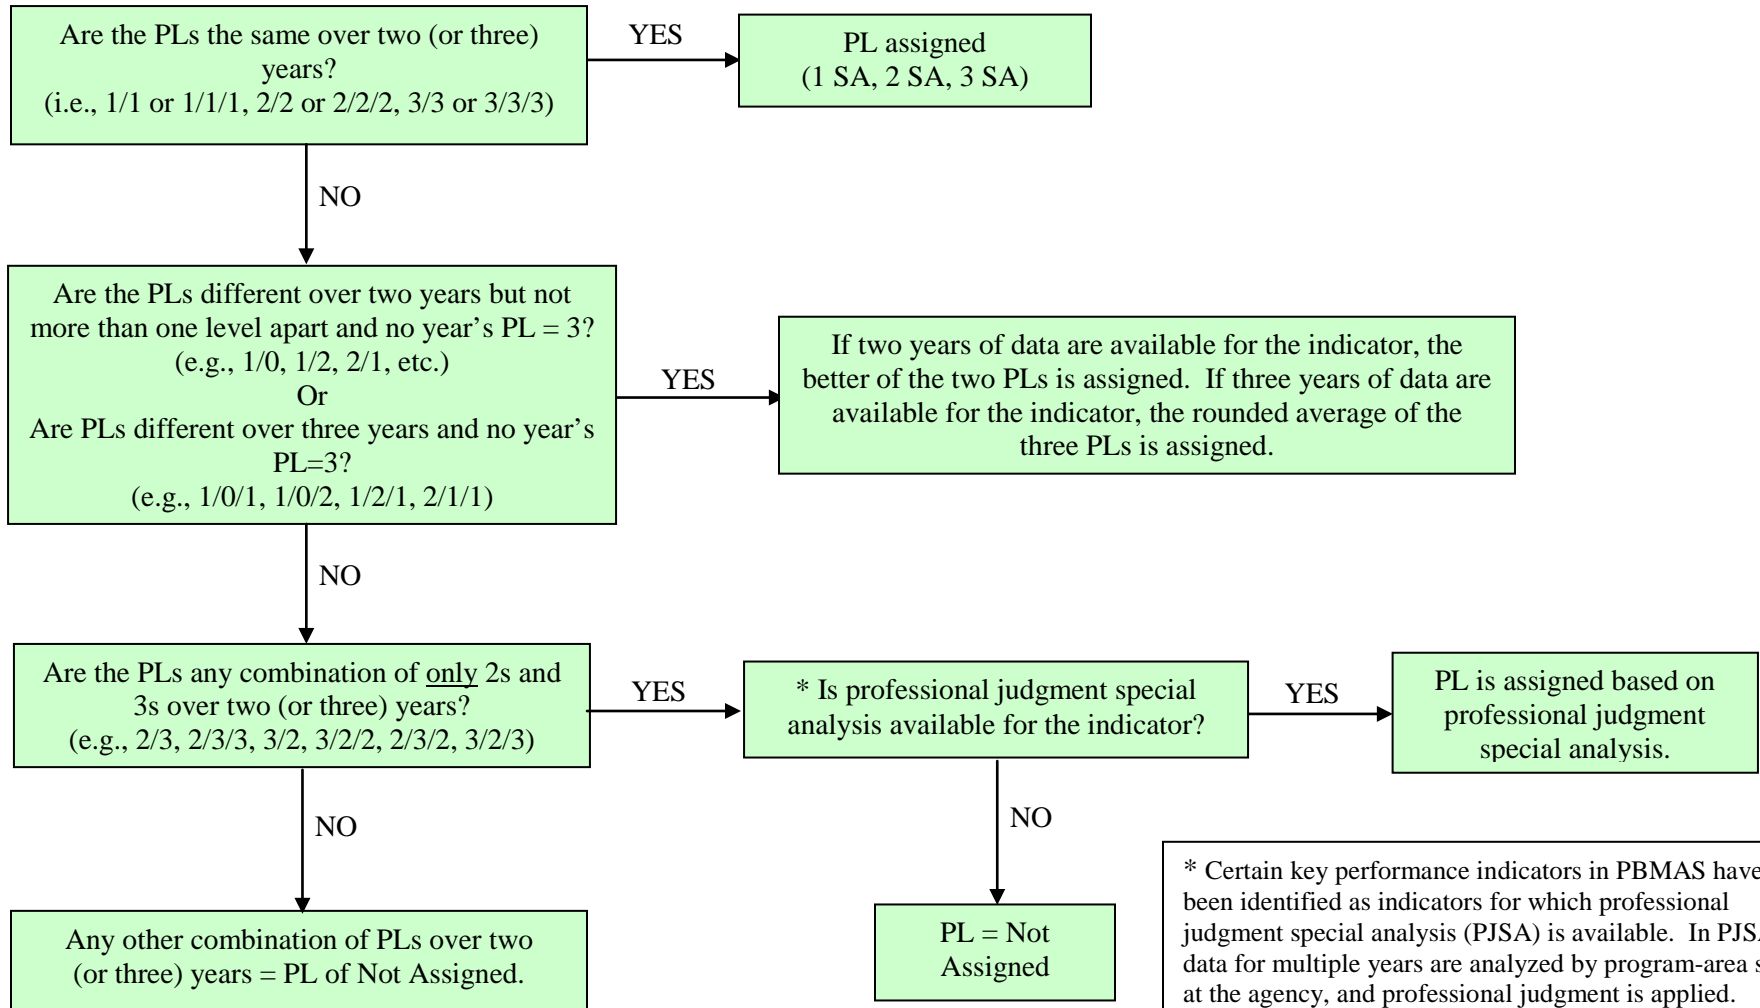 Are the PLs the same over two (or three)
years?
(i.e., 1/1 or 1/1/1, 2/2 or 2/2/2, 3/3 or 3/3/3)
YES
PL assigned
(1 SA, 2 SA, 3 SA)
NO
Are the PLs different over two years but not
more than one level apart and no year’s PL = 3?
(e.g., 1/0, 1/2, 2/1, etc.)
Or
Are PLs different over three years and no year’s
PL=3?
(e.g., 1/0/1, 1/0/2, 1/2/1, 2/1/1)
YES
If two years of data are available for the indicator, the
better of the two PLs is assigned. If three years of data are
available for the indicator, the rounded average of the
three PLs is assigned.
NO
Are the PLs any combination of only 2s and
3s over two (or three) years?
(e.g., 2/3, 2/3/3, 3/2, 3/2/2, 2/3/2, 3/2/3)
YES
* Is professional judgment special
analysis available for the indicator?
YES
PL is assigned based on
professional judgment
special analysis.
NO
NO
Any other combination of PLs over two
(or three) years = PL of Not Assigned.
PL = Not
Assigned
* Certain key performance indicators in PBMAS have
been identified as indicators for which professional
judgment special analysis (PJSA) is available. In
data for multiple years are analyzed by program-area
at the agency, and professional judgment is applied.